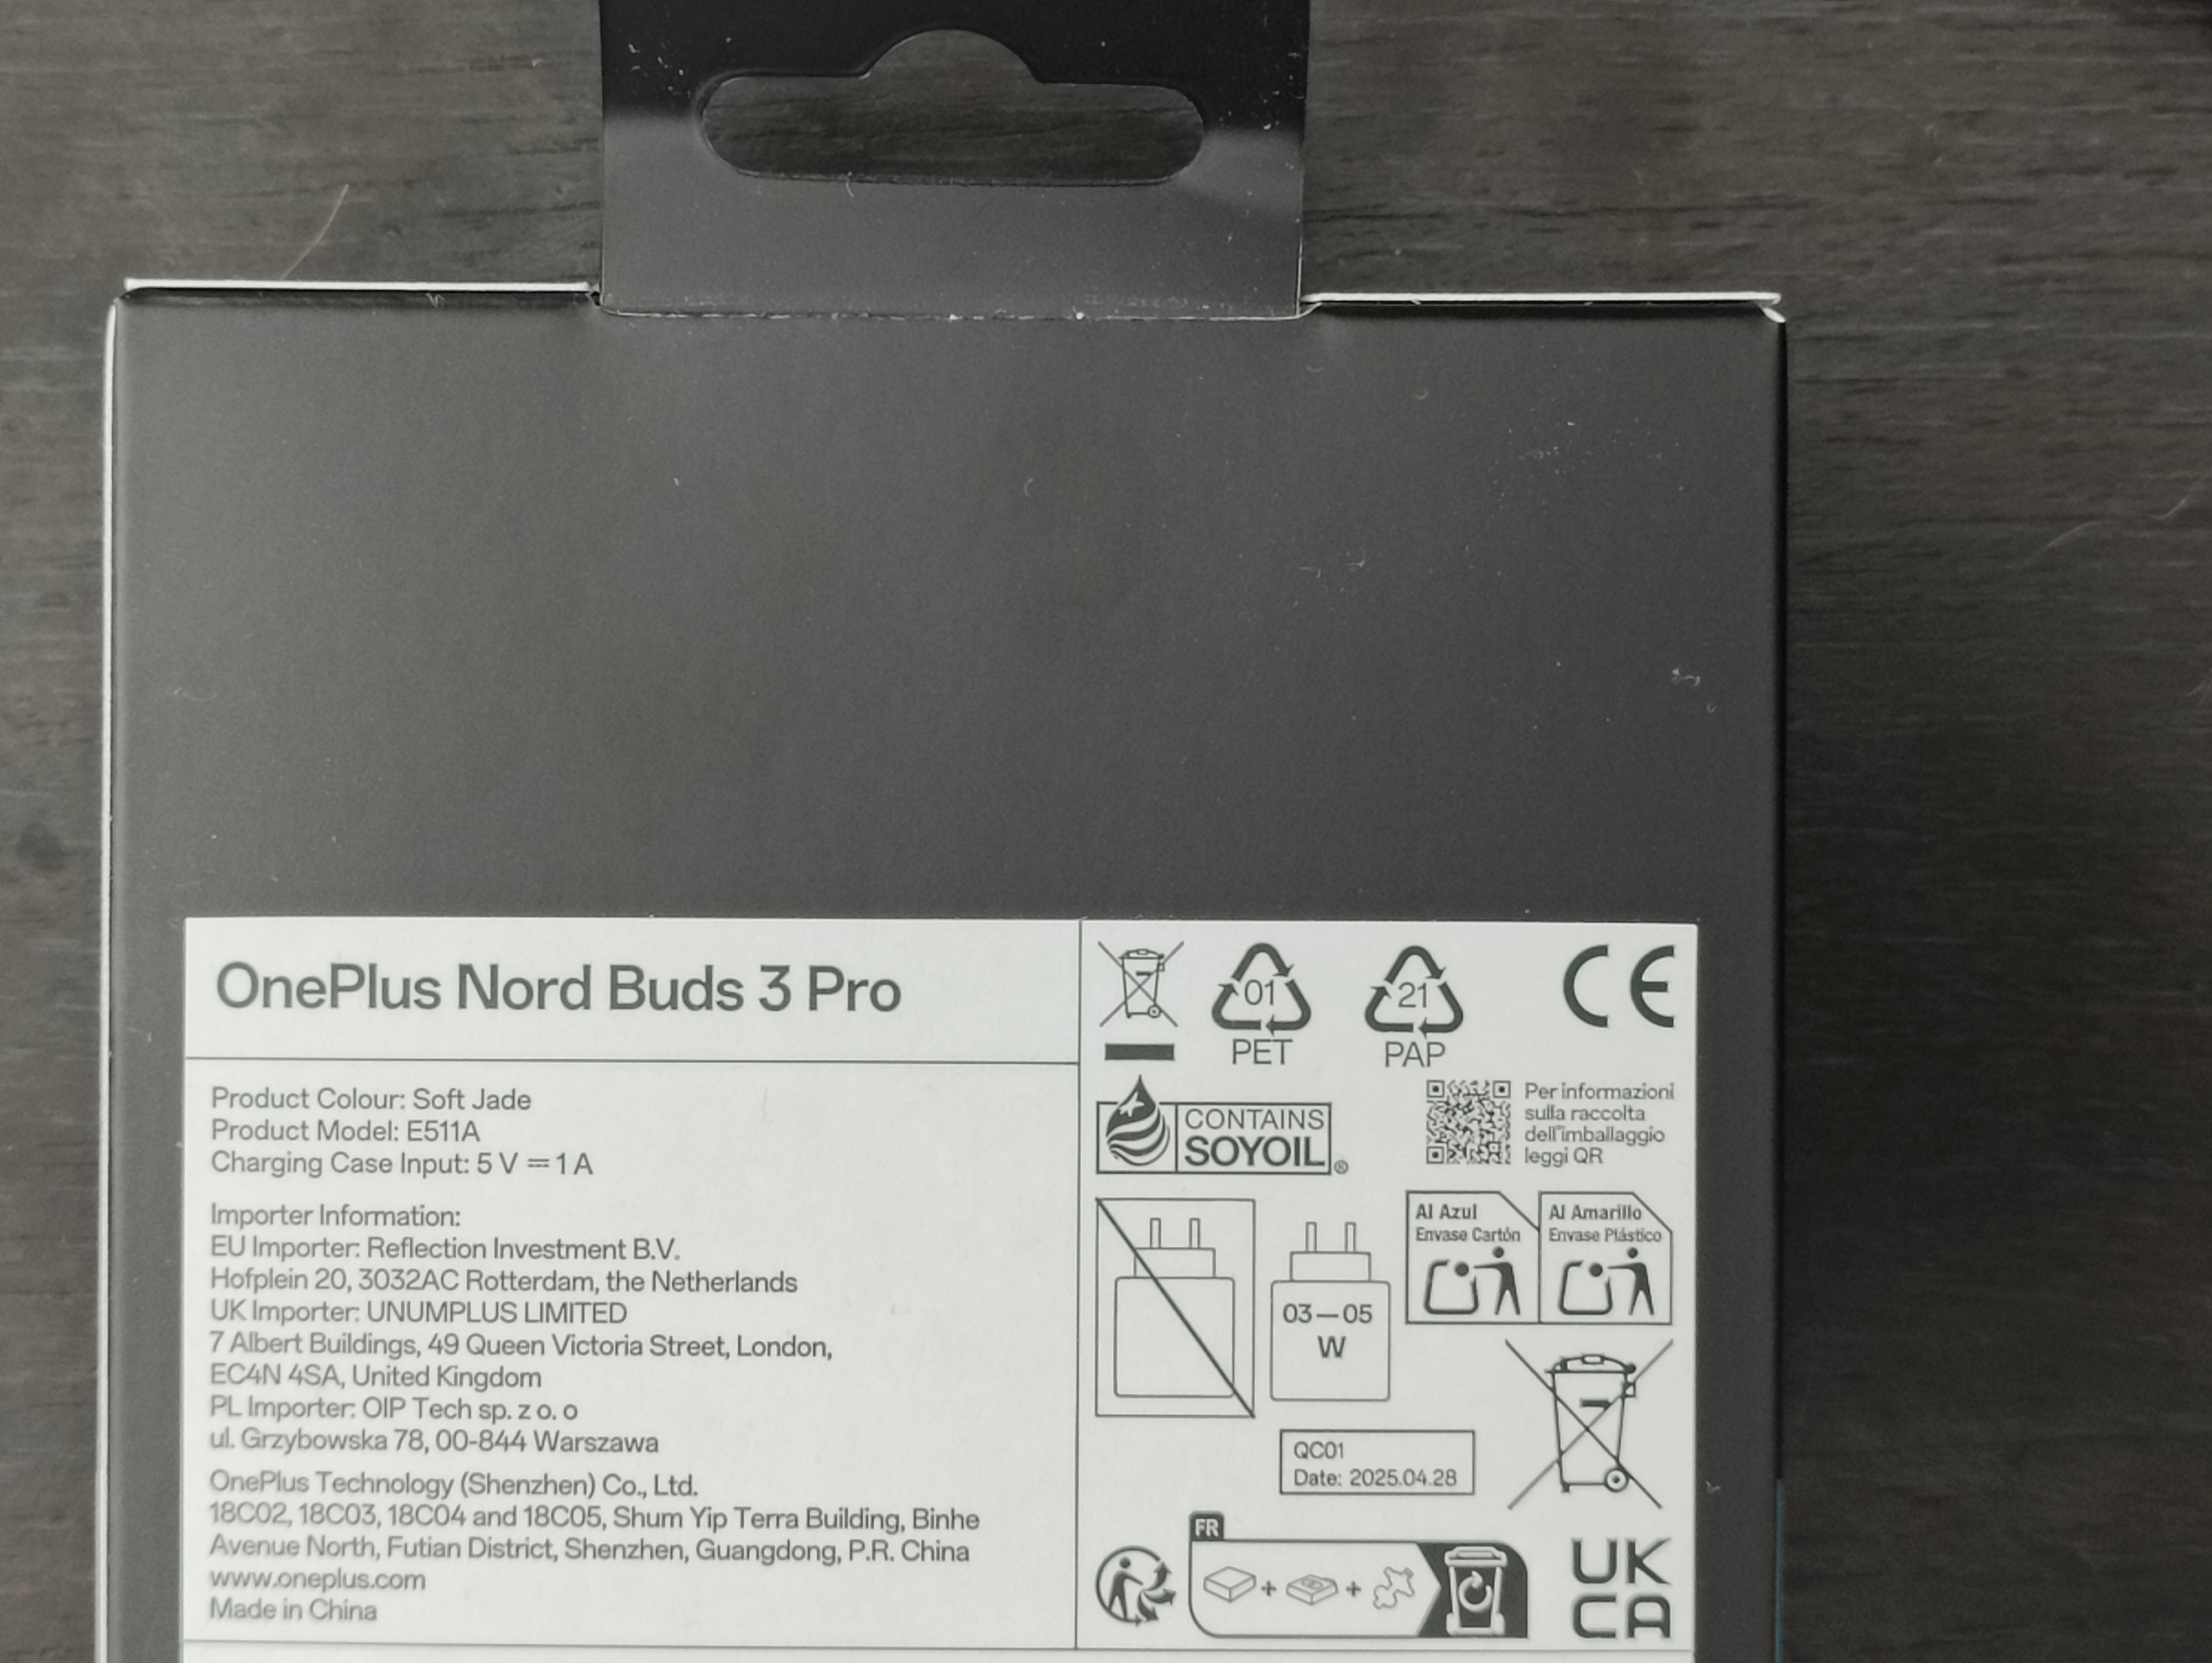 OnePlus Nord Buds 3 Pro
Product Colour: Soft Jade
Product Model: E511A
Charging Case Input: 5 V ⎓ 1 A
Importer Information:
EU Importer: Reflection Investment B.V.
Hofplein 20, 3032AC Rotterdam, the Netherlands
UK Importer: UNUMPLUS LIMITED
7 Albert Buildings, 49 Queen Victoria Street, London,
EC4N 4SA, United Kingdom
PL Importer: OIP Tech sp. z o. o
ul. Grzybowska 78, 00-844 Warszawa
OnePlus Technology (Shenzhen) Co., Ltd.
18C02, 18C03, 18C04 and 18C05, Shum Yip Terra Building, Binhe
Avenue North, Futian District, Shenzhen, Guangdong, P.R. China
www.oneplus.com
Made in China
01
PET
21
PAP
CE
CONTAINS
SOYOIL®
Per informazioni
sulla raccolta
dell'imballaggio
leggi QR
Al Azul
Envase Cartón
Al Amarillo
Envase Plástico
03—05
W
QC01
Date: 2025.04.28
FR
UK
CA